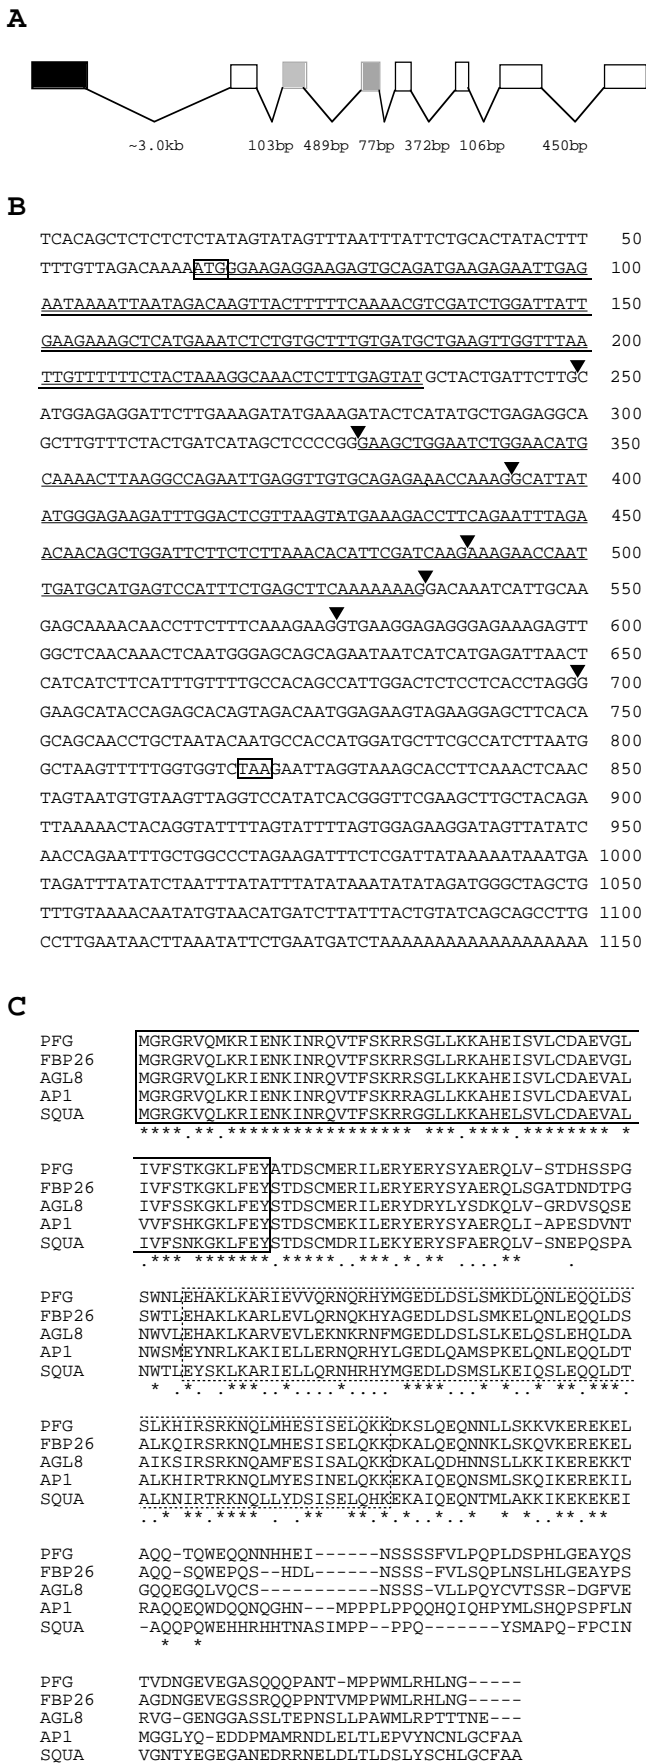 A
~3.0kb 103bp 489bp 77bp 372bp 106bp 450bp
B
TCACAGCTCTCTCTCTATAGTATAGTTTAATTTATTCTGCACTATACTTT 50
TTTGTTAGACAAAAATGGGAAGAGGAAGAGTGCAGATGAAGAGAATTGAG 100
AATAAAATTAATAGACAAGTTACTTTTTCAAAACGTCGATCTGGATTATT 150
GAAGAAAGCTCATGAAATCTCTGTGCTTTGTGATGCTGAAGTTGGTTTAA 200
TTGTTTTTTCTACTAAAGGCAAACTCTTTGAGTATGCTACTGATTCTTGC 250
ATGGAGAGGATTCTTGAAAGATATGAAAGATACTCATATGCTGAGAGGCA 300
GCTTGTTTCTACTGATCATAGCTCCCCGGGAAGCTGGAATCTGGAACATG 350
CAAAACTTAAGGCCAGAATTGAGGTTGTGCAGAGAAACCAAAGGCATTAT 400
ATGGGAGAAGATTTGGACTCGTTAAGTATGAAAGACCTTCAGAATTTAGA 450
ACAACAGCTGGATTCTTCTCTTAAACACATTCGATCAAGAAAGAACCAAT 500
TGATGCATGAGTCCATTTCTGAGCTTCAAAAAAAGGACAAATCATTGCAA 550
GAGCAAAACAACCTTCTTTCAAAGAAGGTGAAGGAGAGGGAGAAAGAGTT 600
GGCTCAACAAACTCAATGGGAGCAGCAGAATAATCATCATGAGATTAACT 650
CATCATCTTCATTTGTTTTGCCACAGCCATTGGACTCTCCTCACCTAGGG 700
GAAGCATACCAGAGCACAGTAGACAATGGAGAAGTAGAAGGAGCTTCACA 750
GCAGCAACCTGCTAATACAATGCCACCATGGATGCTTCGCCATCTTAATG 800
GCTAAGTTTTTGGTGGTCTAAGAATTAGGTAAAGCACCTTCAAACTCAAC 850
TAGTAATGTGTAAGTTAGGTCCATATCACGGGTTCGAAGCTTGCTACAGA 900
TTAAAAACTACAGGTATTTTAGTATTTTAGTGGAGAAGGATAGTTATATC 950
AACCAGAATTTGCTGGCCCTAGAAGATTTCTCGATTATAAAAATAAATGA 1000
TAGATTTATATCTAATTTATATTTATATAAATATATAGATGGGCTAGCTG 1050
TTTGTAAAACAATATGTAACATGATCTTATTTACTGTATCAGCAGCCTTG 1100
CCTTGAATAACTTAAATATTCTGAATGATCTAAAAAAAAAAAAAAAAAAA 1150
C
PFG MGRGRVQMKRIENKINRQVTFSKRRSGLLKKAHEISVLCDAEVGL
FBP26 MGRGRVQLKRIENKINRQVTFSKRRSGLLRKAHEISVLCDAEVGL
AGL8 MGRGRVQLKRIENKINRQVTFSKRRSGLLKKAHEISVLCDAEVAL
AP1 MGRGRVQLKRIENKINRQVTFSKRRAGLLKKAHEISVLCDAEVAL
SQUA MGRGKVQLKRIENKINRQVTFSKRRGGLLKKAHELSVLCDAEVAL
****.**.*****************.***.****.******** *
PFG IVFSTKGKLFEYATDSCMERILERYERYSYAERQLV-STDHSSPG
FBP26 IVFSTKGKLFEYSTDSCMERILERYERYSYAERQLSGATDNDTPG
AGL8 IVFSSKGKLFEYSTDSCMERILERYDRYLYSDKQLV-GRDVSQSE
AP1 VVFSHKGKLFEYSTDSCMEKILERYERYSYAERQLI-APESDVNT
SQUA IVFSNKGKLFEYSTDSCMDRILEKYERYSFAERQLV-SNEPQSPA
.*** *******.*****..***.*.**.*....** .
PFG SWNLEHAKLKARIEVVQRNQRHYMGEDLDSLSMKDLQNLEQQLDS
FBP26 SWTLEHAKLKARLEVLQRNQKHYAGEDLDSLSMKELQNLEQQLDS
AGL8 NWVLEHAKLKARVEVLEKNKRNFMGEDLDSLSLKELQSLEHQLDA
AP1 NWSMEYNRLKAKIELLERNQRHYLGEDLQAMSPKELQNLEQQLDT
SQUA NWTLEYSKLKARIELLQRNHRHYMGEDLDSMSLKEIQSLEQQLDT
PFG SLKHIRSRKNQLMHESISELQKKDKSLQEQNNLLSKKVKEREKEL
FBP26 ALKQIRSRKNQLMHESISELQKKDKALQEQNNKLSKQVKEREKEL
AGL8 AIKSIRSRKNQAMFESISALQKKDKALQDHNNSLLKKIKEREKKT
AP1 ALKHIRTRKNQLMYESINELQKKEKAIQEQNSMLSKQIKEREKIL
SQUA ALKNIRTRKNQLLYDSISELQHKEKAIQEQNTMLAKKIKEKEKEI
PFG AQQ-TQWEQQNNHHEI------NSSSSFVLPQPLDSPHLGEAYQS
FBP26 AQQ-SQWEPQS--HDL------NSSS-FVLSQPLNSLHLGEAYPS
AGL8 GQQEGQLVQCS----------NSSS-VLLPQYCVTSSR-DGFVE
AP1 RAQQEQWDQQNQGHN---MPPPLPPQQHQIQHPYMLSHQPSPFLN
SQUA -AQQPQWEHHRHHTNASIMPP--PPQ------YSMAPQ-FPCIN
* *
PFG TVDNGEVEGASQQQPANT-MPPWMLRHLNG-----
FBP26 AGDNGEVEGSSRQQPPNTVMPPWMLRHLNG-----
AGL8 RVG-GENGGASSLTEPNSLLPAWMLRPTTTNE---
AP1 MGGLYQ-EDDPMAMRNDLELTLEPVYNCNLGCFAA
SQUA VGNTYEGEGANEDRRNELDLTLDSLYSCHLGCFAA